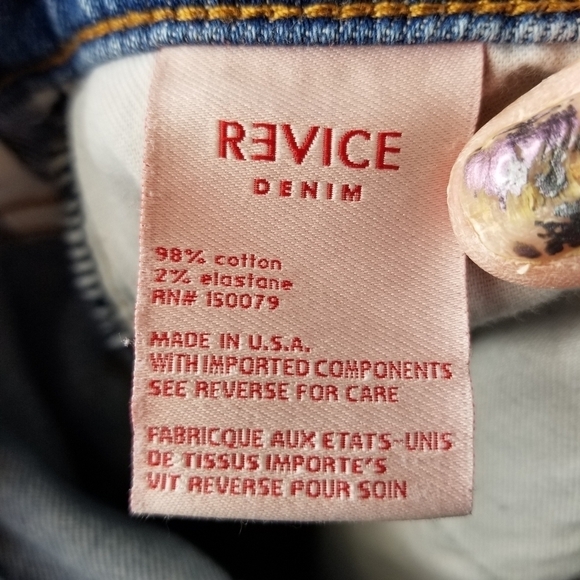 RƎVICE
DENIM
98% cotton
2% elastane
RN# 150079
MADE IN U.S.A.
WITH IMPORTED COMPONENTS
SEE REVERSE FOR CARE
FABRICQUE AUX ETATS-UNIS
DE TISSUS IMPORTE'S
VIT REVERSE POUR SOIN